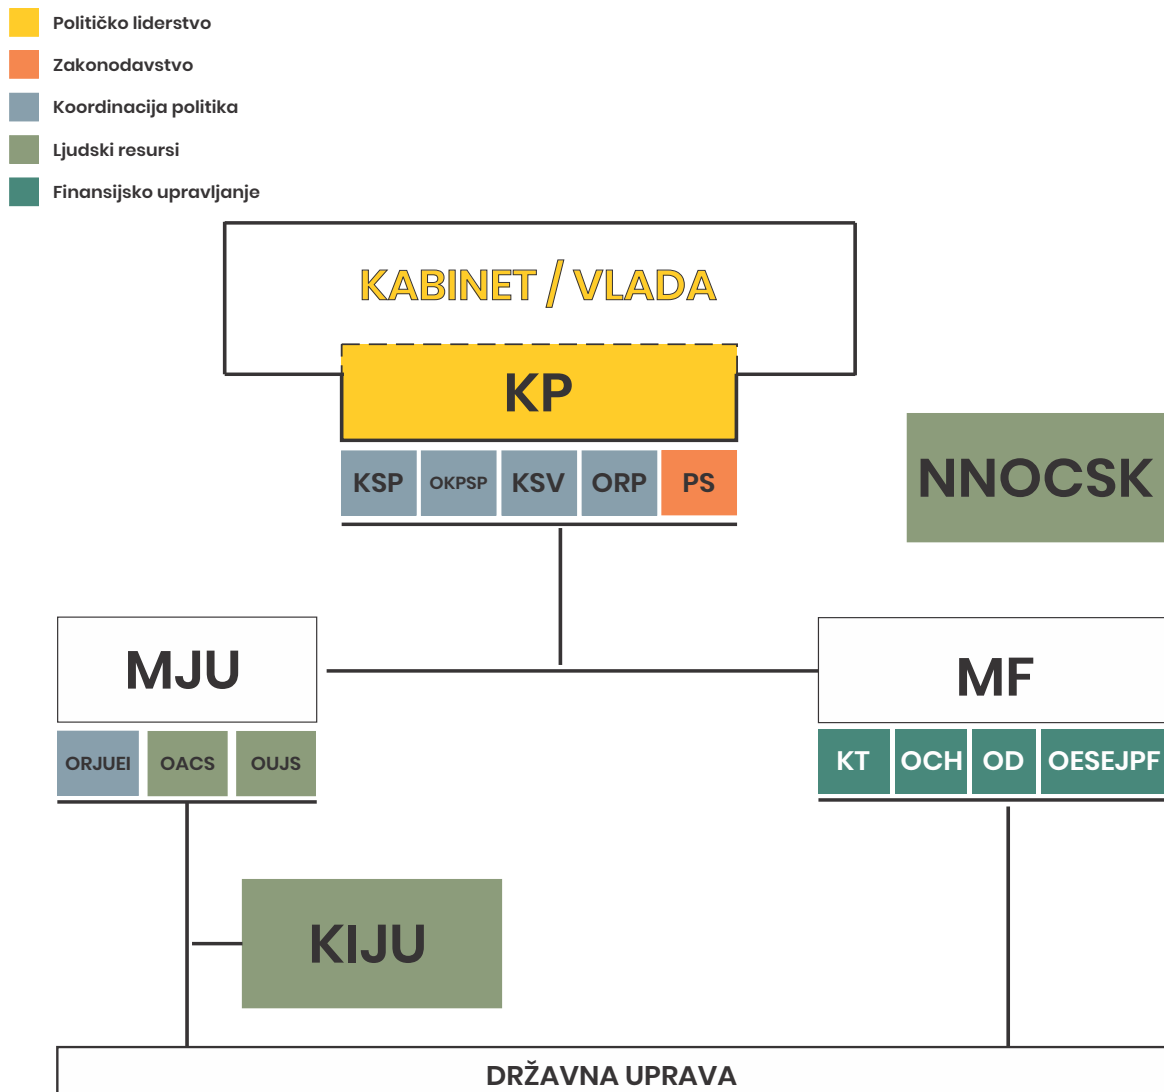 Političko liderstvo
Zakonodavstvo
Koordinacija politika
Ljudski resursi
Finansijsko upravljanje
KABINET / VLADA
KP
KSP OKPSP KSV ORP PS
NNOCSK
MJU
MF
ORJUEI OACS OUJS
KT OCH OD OESEJPF
KIJU
DRŽAVNA UPRAVA